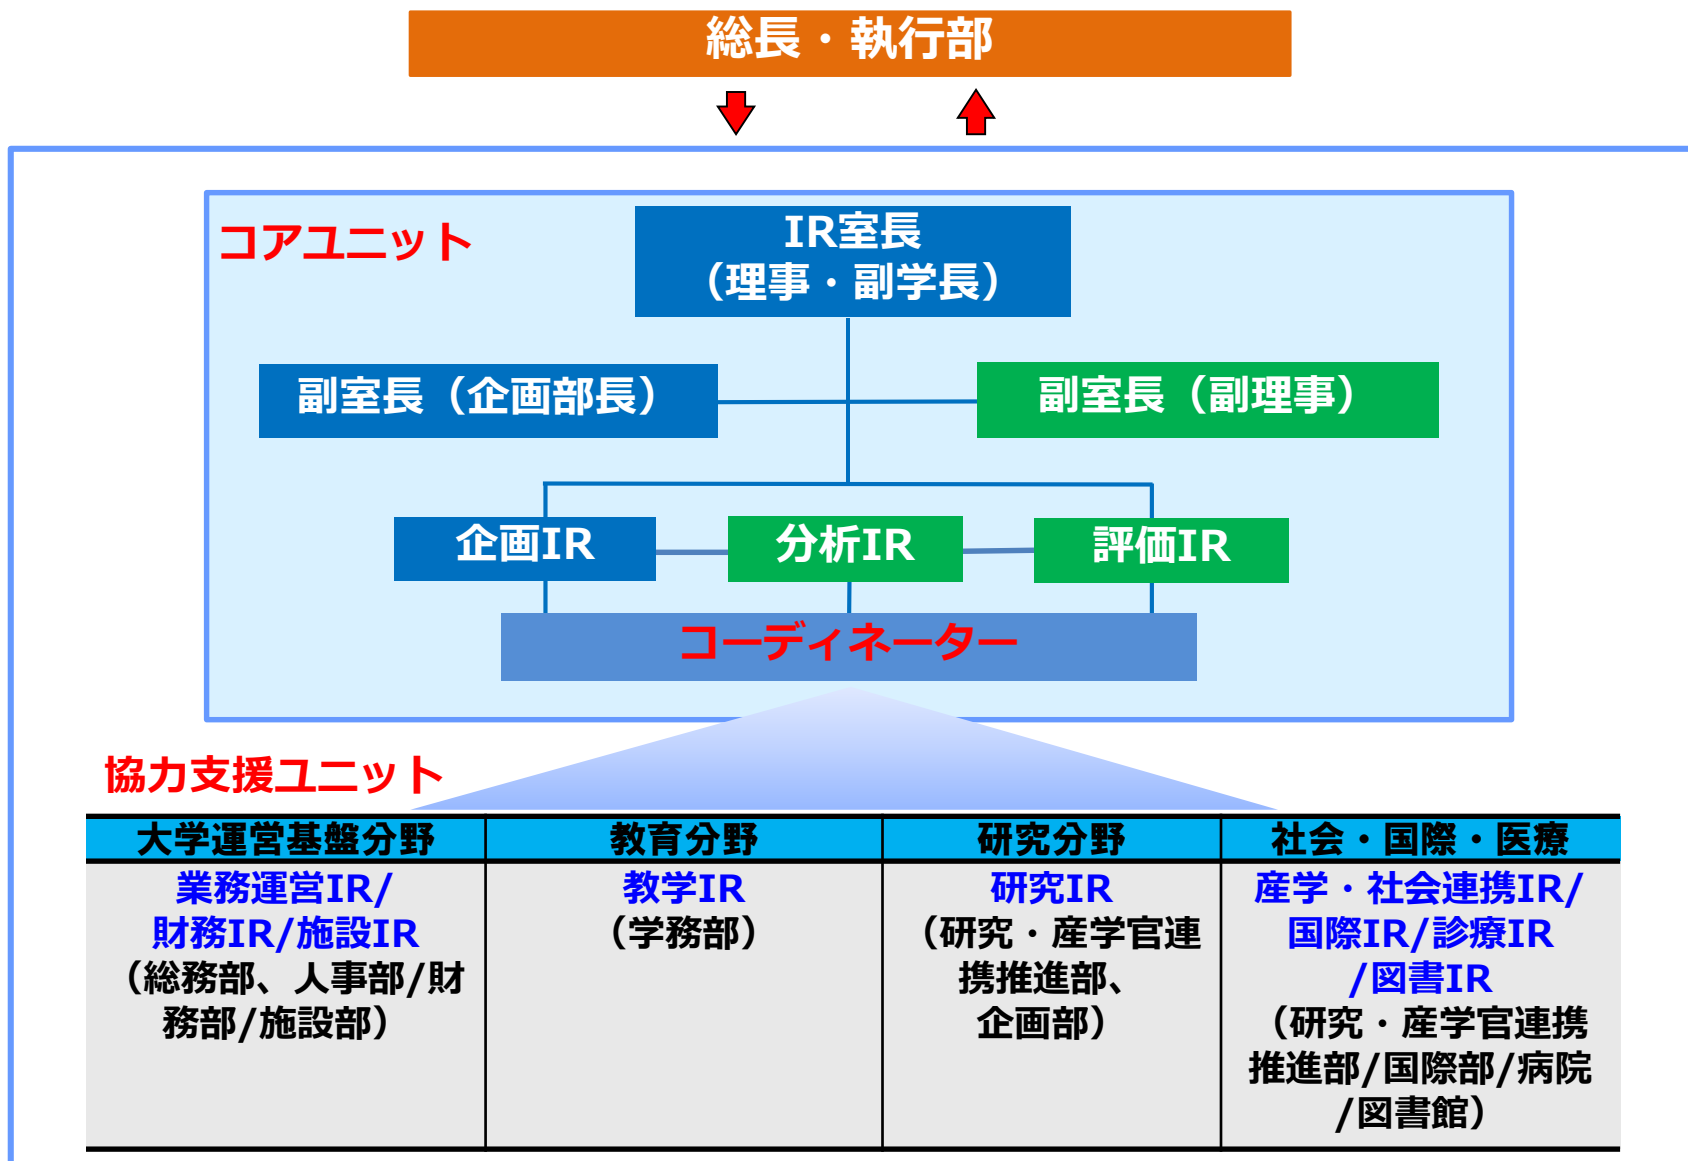 総長・執行部
コアユニット
IR室長
（理事・副学長）
副室長（企画部長）
副室長（副理事）
企画IR
分析IR
評価IR
コーディネーター
協力支援ユニット
大学運営基盤分野
教育分野
研究分野
社会・国際・医療
業務運営IR/
財務IR/施設IR
（総務部、人事部/財
務部/施設部）
教学IR
（学務部）
研究IR
（研究・産学官連
携推進部、
企画部）
産学・社会連携IR/
国際IR/診療IR
/図書IR
（研究・産学官連携
推進部/国際部/病院
/図書館）